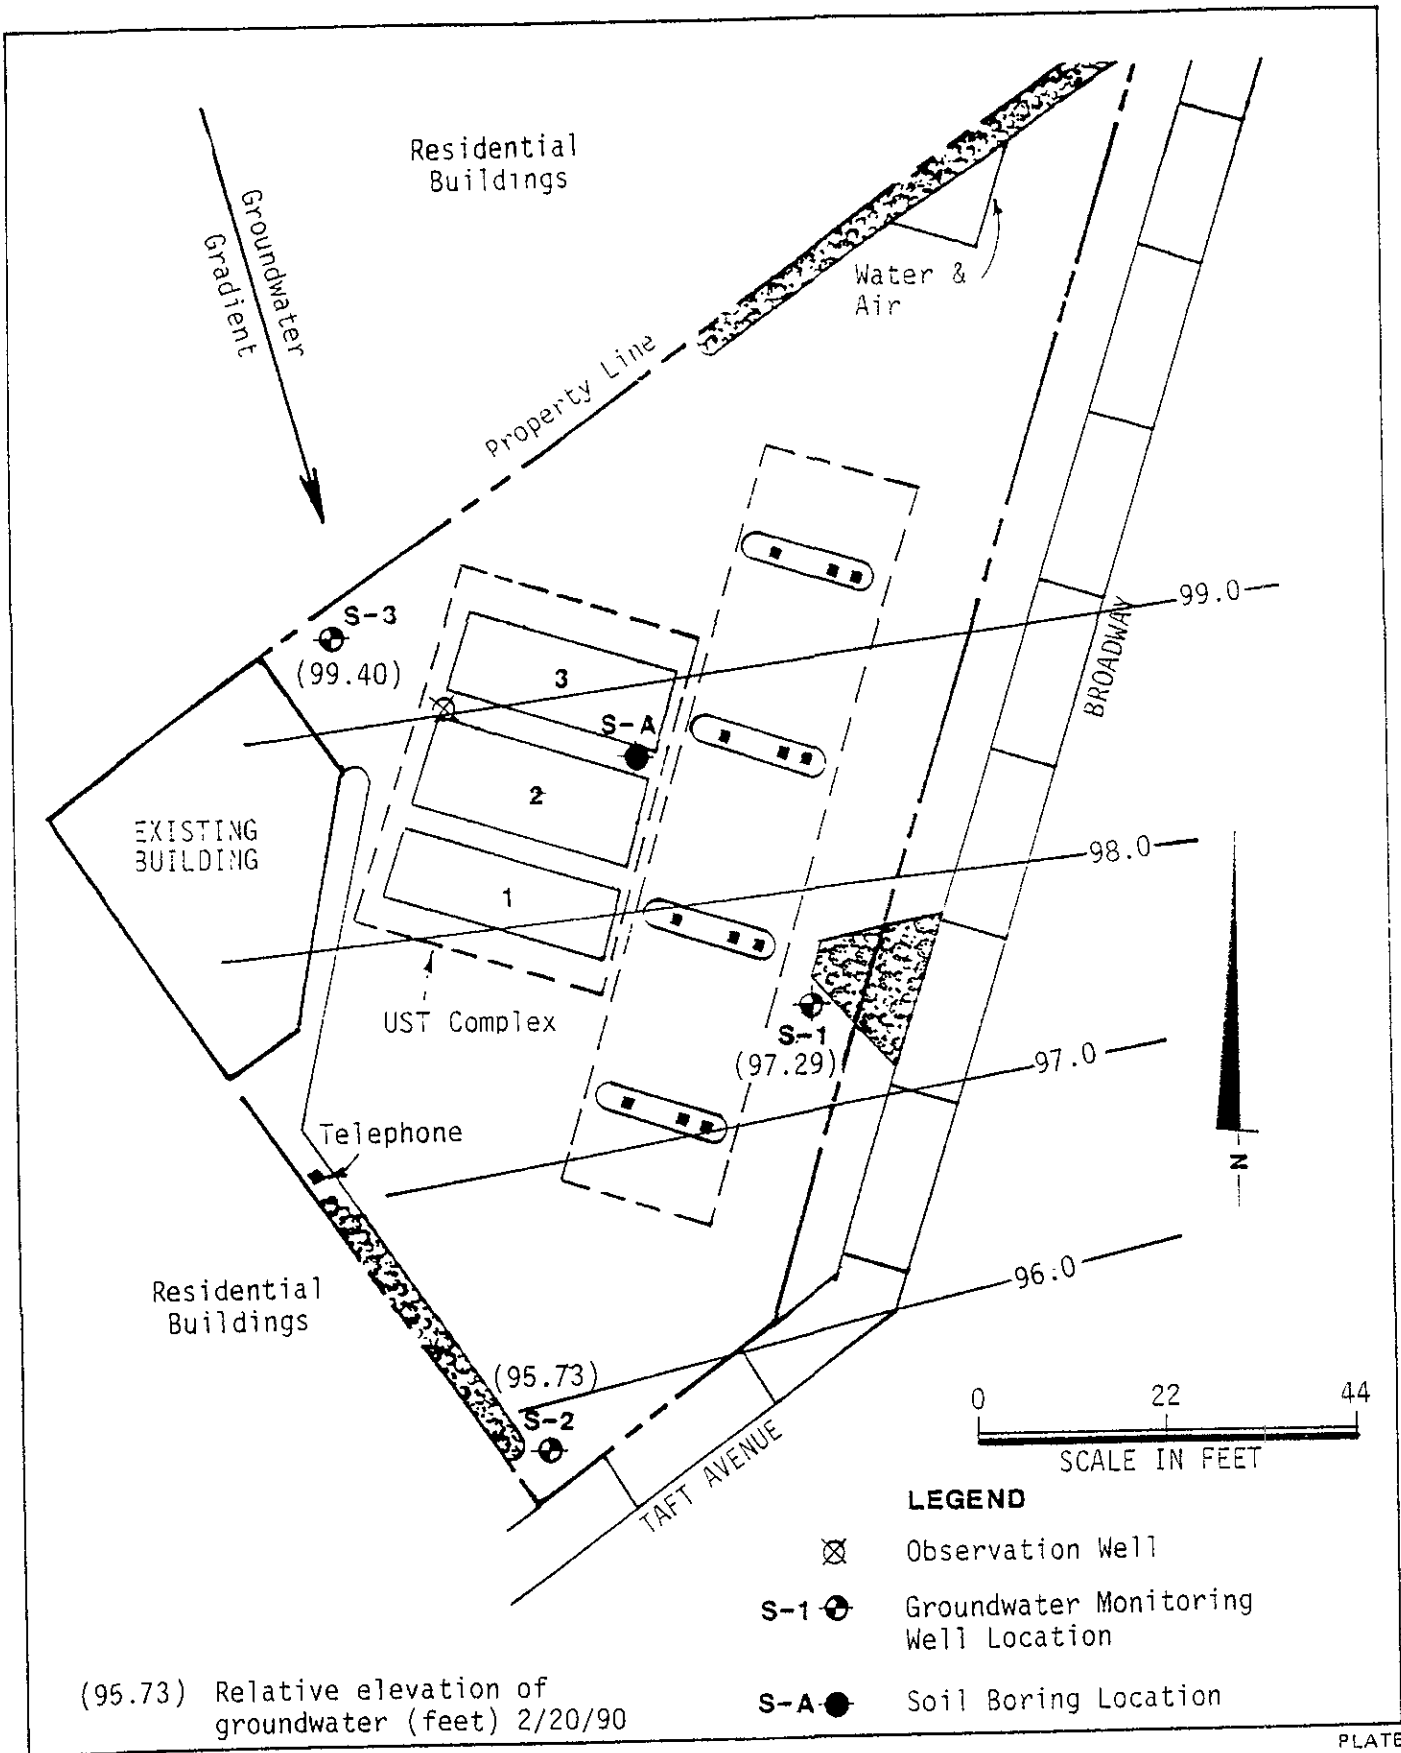 Residential
Buildings
Groundwater
Gradient
Water &
Air
Property Line
S-3
(99.40)
99.0
BROADWAY
3
S-A
2
EXISTING
BUILDING
98.0
1
UST Complex
S-1
(97.29)
97.0
Telephone
N
Residential
Buildings
96.0
(95.73)
S-2
0 22 44
SCALE IN FEET
TAFT AVENUE
LEGEND
Observation Well
S-1 Groundwater Monitoring
Well Location
S-A Soil Boring Location
(95.73) Relative elevation of
groundwater (feet) 2/20/90
PLATE